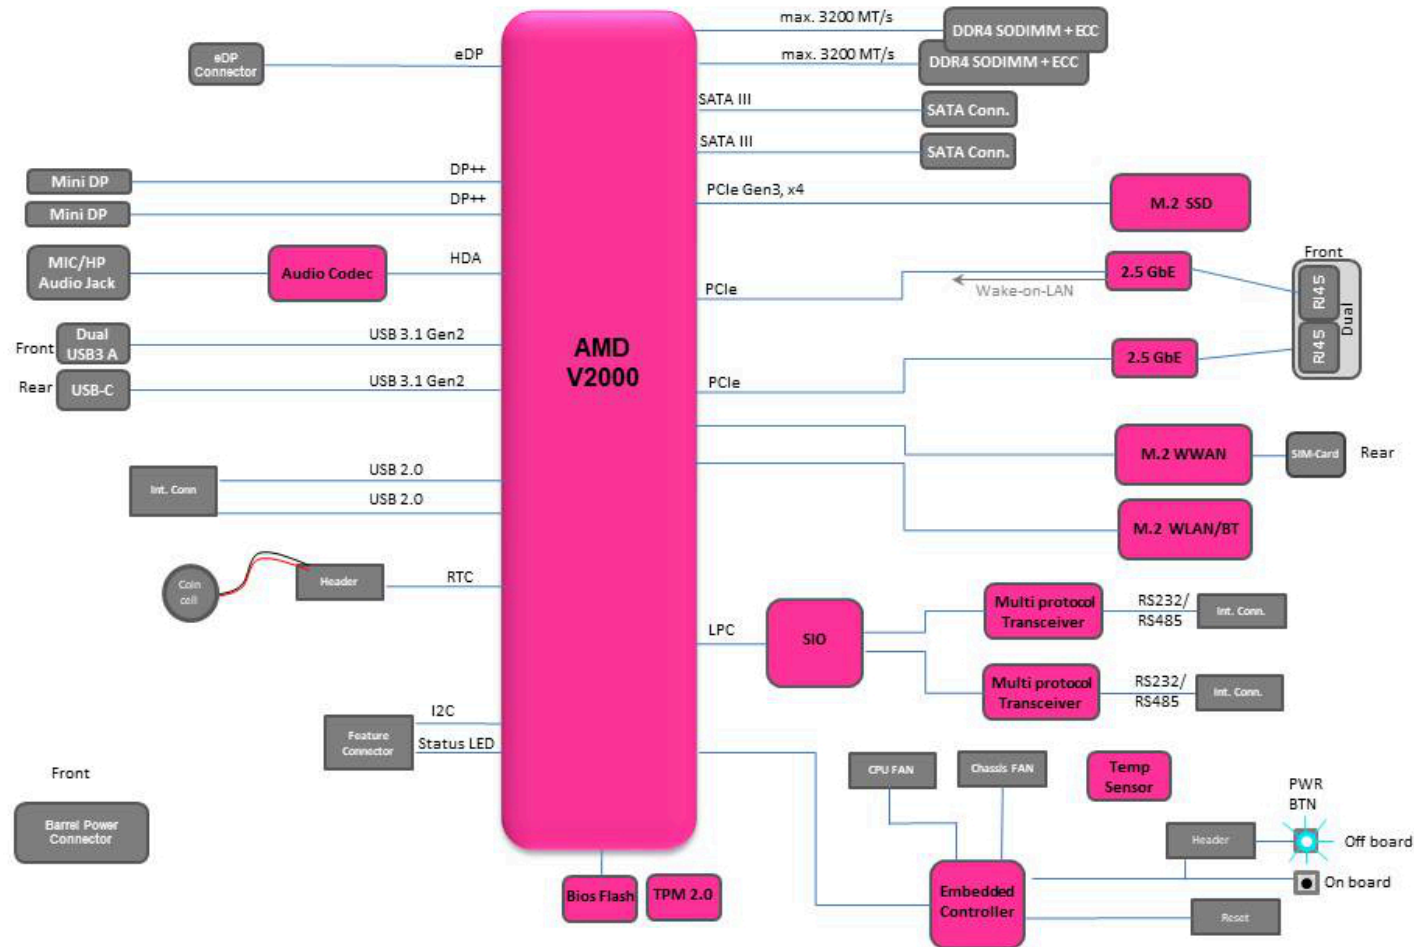 max. 3200 MT/s
DDR4 SODIMM + ECC
eDP
Connector
eDP
max. 3200 MT/s
DDR4 SODIMM + ECC
SATA III
SATA Conn.
SATA III
SATA Conn.
Mini DP
DP++
Mini DP
DP++
PCIe Gen3, x4
M.2 SSD
MIC/HP
Audio Jack
Audio Codec
HDA
PCIe
Wake-on-LAN
2.5 GbE
Front
RJ45
RJ45
Dual
Front
Dual
USB3 A
USB 3.1 Gen2
AMD
V2000
2.5 GbE
Rear
USB-C
USB 3.1 Gen2
PCIe
M.2 WWAN
SIM-Card
Rear
Int. Conn
USB 2.0
USB 2.0
M.2 WLAN/BT
Coin
cell
Header
RTC
LPC
SIO
Multi protocol
Transceiver
RS232/
RS485
Int. Conn.
Multi protocol
Transceiver
RS232/
RS485
Int. Conn.
Feature
Connector
I2C
Status LED
Front
Barrel Power
Connector
CPU FAN
Chassis FAN
Temp
Sensor
PWR
BTN
Header
Off board
On board
Bios Flash
TPM 2.0
Embedded
Controller
Reset